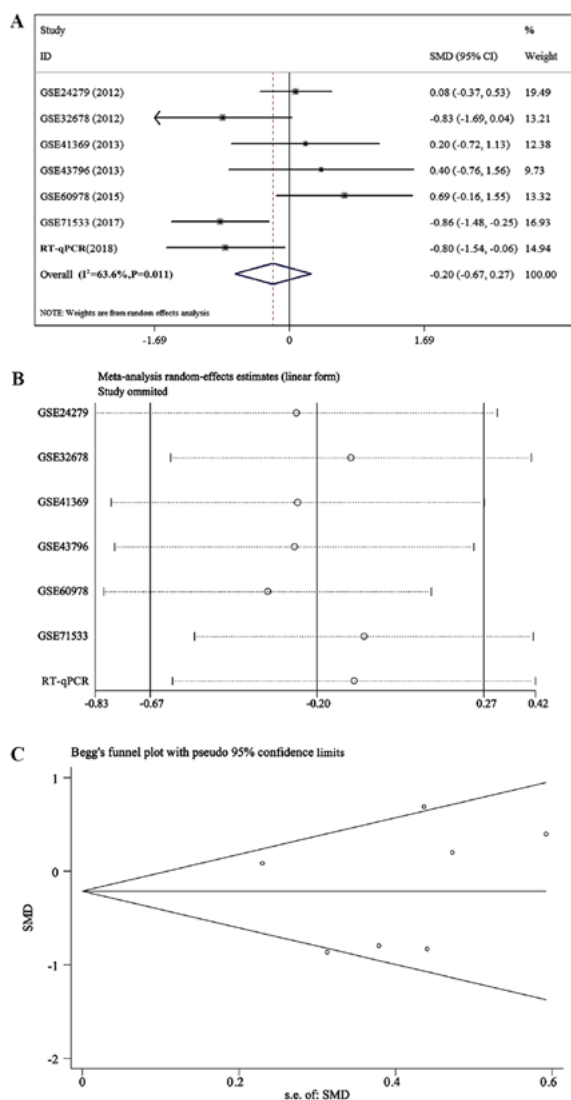 A
Study %
ID SMD (95% CI) Weight
GSE24279 (2012) 0.08 (-0.37, 0.53) 19.49
GSE32678 (2012) -0.83 (-1.69, 0.04) 13.21
GSE41369 (2013) 0.20 (-0.72, 1.13) 12.38
GSE43796 (2013) 0.40 (-0.76, 1.56) 9.73
GSE60978 (2015) 0.69 (-0.16, 1.55) 13.32
GSE71533 (2017) -0.86 (-1.48, -0.25) 16.93
RT-qPCR(2018) -0.80 (-1.54, -0.06) 14.94
Overall (I²=63.6%,P=0.011) -0.20 (-0.67, 0.27) 100.00
NOTE: Weights are from random effects analysis
-1.69 0 1.69
B
Meta-analysis random-effects estimates (linear form)
Study ommited
GSE24279
GSE32678
GSE41369
GSE43796
GSE60978
GSE71533
RT-qPCR
-0.83 -0.67 -0.20 0.27 0.42
C
Begg's funnel plot with pseudo 95% confidence limits
1
0
SMD
-1
-2
0 0.2 0.4 0.6
s.e. of: SMD